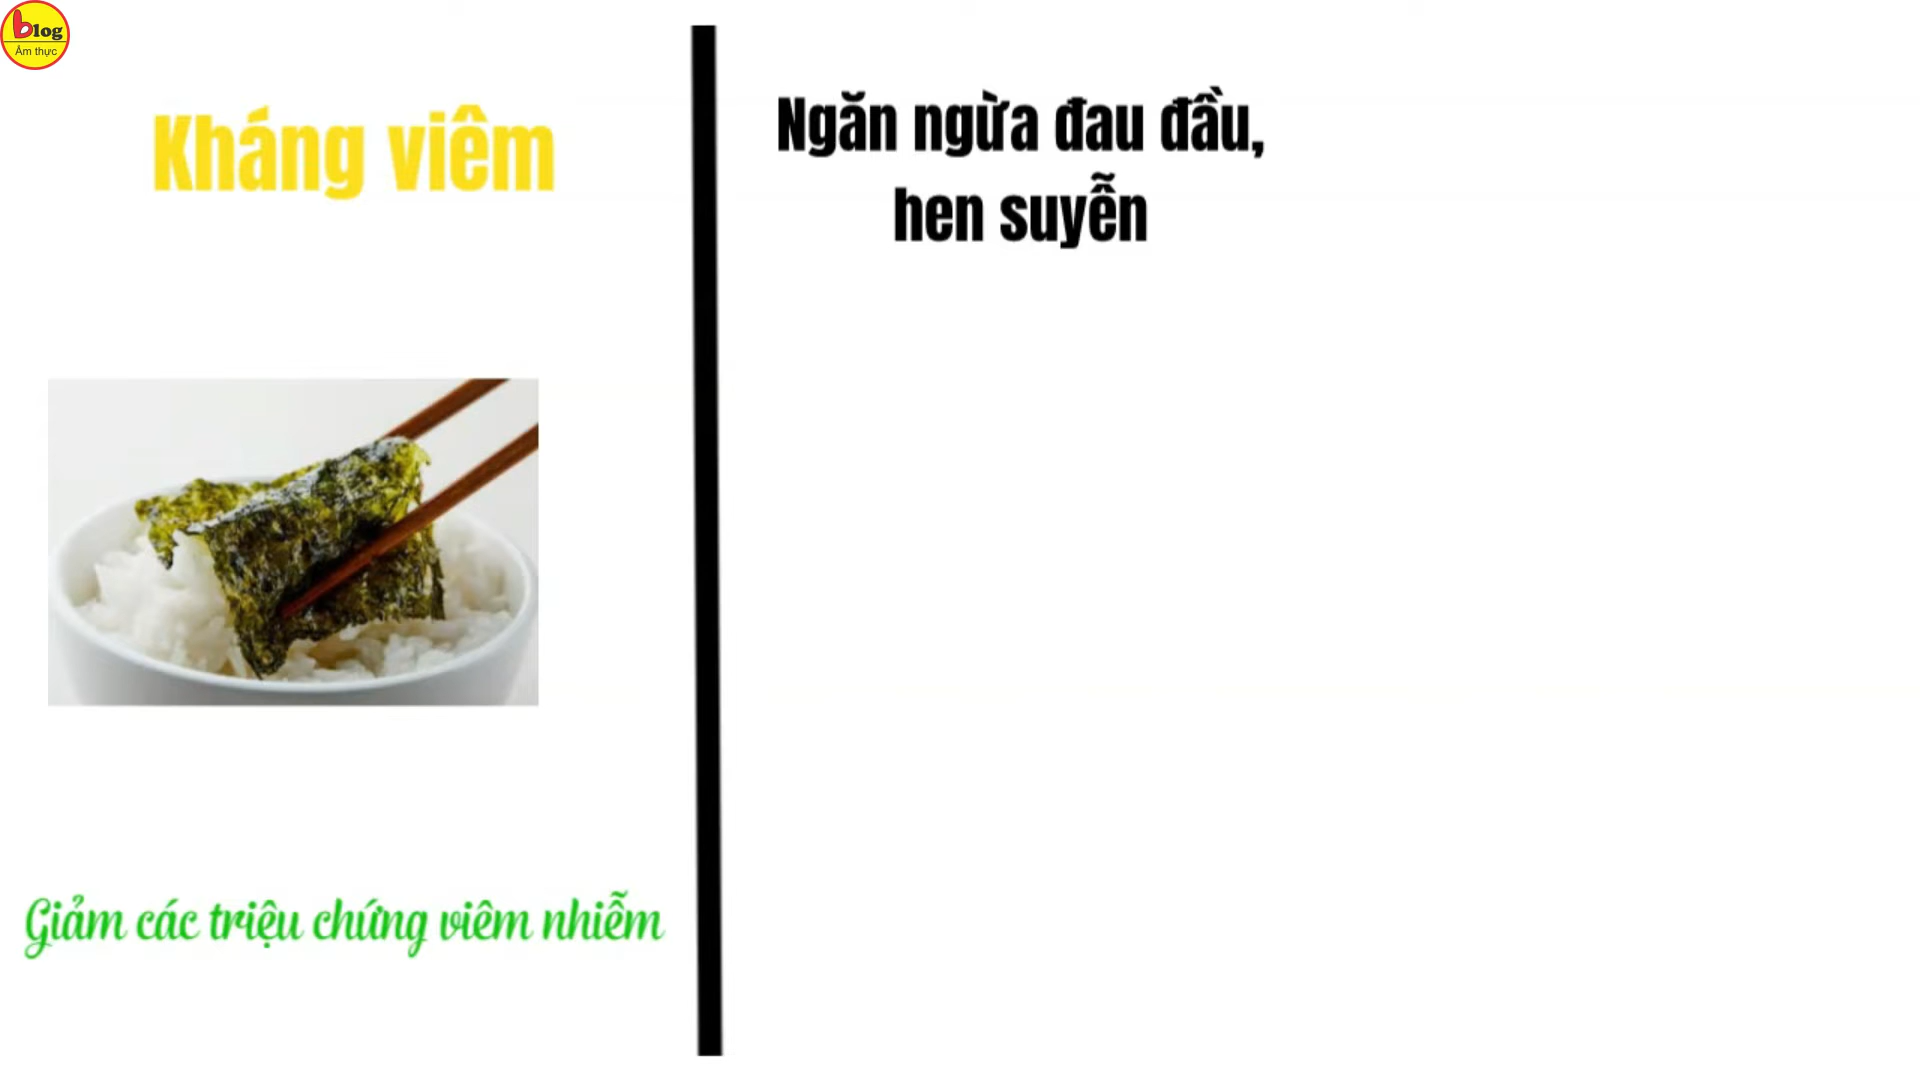 blog
Ẩm thực
Kháng viêm
Giảm các triệu chứng viêm nhiễm
Ngăn ngừa đau đầu,
hen suyễn